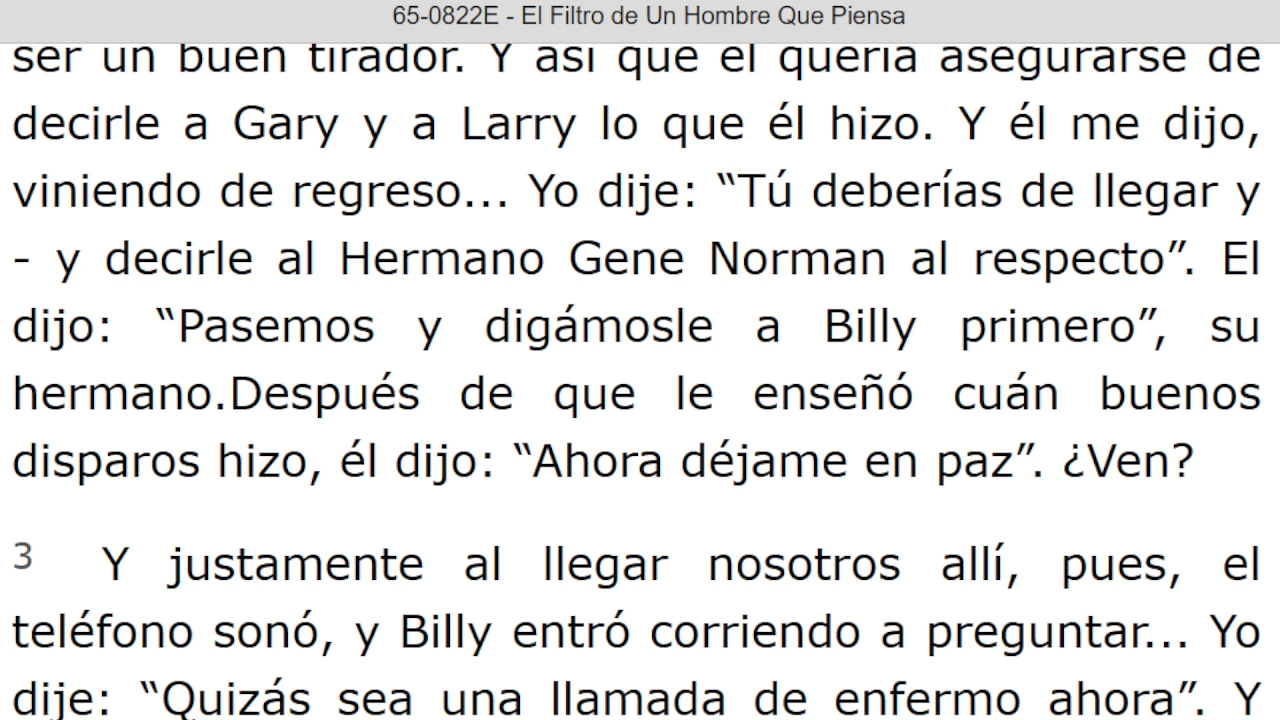 65-0822E - El Filtro de Un Hombre Que Piensa
ser un buen tirador. Y así que él quería asegurarse de
decirle a Gary y a Larry lo que él hizo. Y él me dijo,
viniendo de regreso... Yo dije: “Tú deberías de llegar y
- y decirle al Hermano Gene Norman al respecto”. El
dijo: “Pasemos y digámosle a Billy primero”, su
hermano.Después de que le enseñó cuán buenos
disparos hizo, él dijo: “Ahora déjame en paz”. ¿Ven?
3 Y justamente al llegar nosotros allí, pues, el
teléfono sonó, y Billy entró corriendo a preguntar... Yo
dije: “Quizás sea una llamada de enfermo ahora”. Y